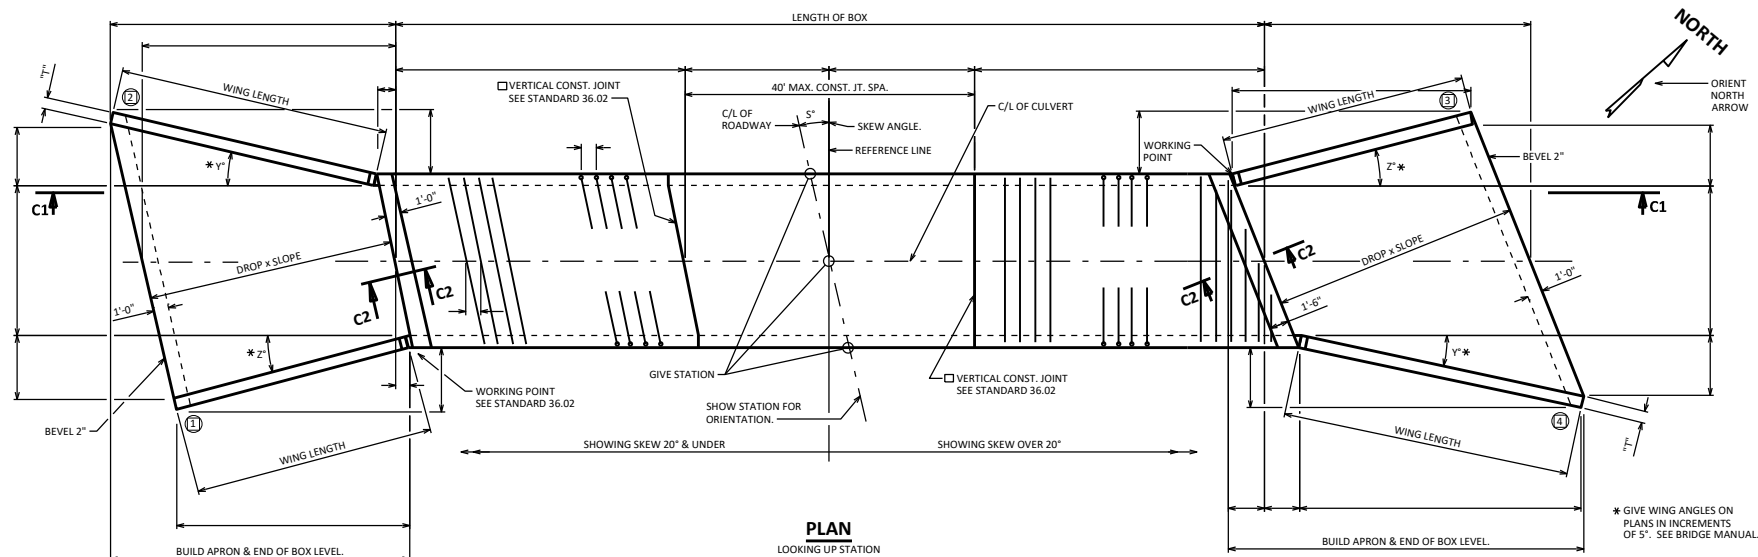 LENGTH OF BOX
NORTH
ORIENT
NORTH
ARROW
"T"
2
WING LENGTH
□ VERTICAL CONST. JOINT
SEE STANDARD 36.02
40' MAX. CONST. JT. SPA.
C/L OF
ROADWAY
S°
SKEW ANGLE.
REFERENCE LINE
C/L OF CULVERT
WORKING
POINT
WING LENGTH
3
BEVEL 2"
* Y°
Z° *
C1
C1
1'-0"
DROP x SLOPE
C2
C2
1'-0"
C2
C2
DROP x SLOPE
1'-0"
1'-6"
* Z°
Y° *
GIVE STATION
WORKING POINT
SEE STANDARD 36.02
□ VERTICAL CONST. JOINT
SEE STANDARD 36.02
SHOW STATION FOR
ORIENTATION.
BEVEL 2"
1
WING LENGTH
4
WING LENGTH
"T"
SHOWING SKEW 20° & UNDER
SHOWING SKEW OVER 20°
* GIVE WING ANGLES ON
PLANS IN INCREMENTS
OF 5°. SEE BRIDGE MANUAL.
PLAN
LOOKING UP STATION
BUILD APRON & END OF BOX LEVEL.
BUILD APRON & END OF BOX LEVEL.